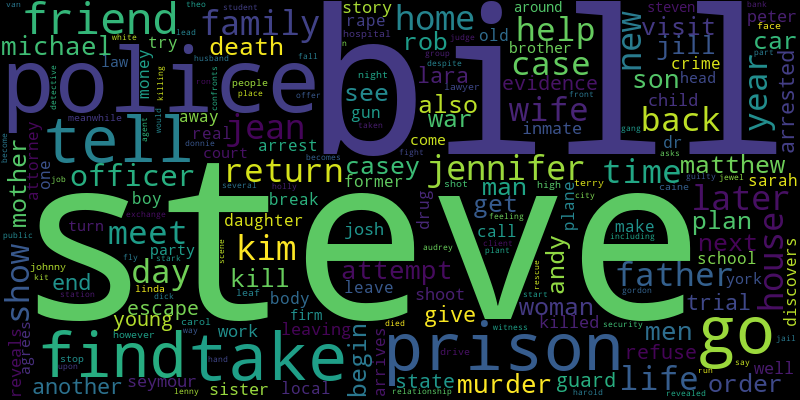 van theo student friend family home story around help steven new visit peter face bank
lead white husband rape hospital old brother jill car part
michael police death rob bill case son year crime
try law money killing people place see night despite lawyer evidence head arrested
detective meanwhile away gun lara also wife child back
tell real jean war front inmate dr gang asks
become agent would donnie confronts fall offer taken come fight
officer attorney one court arrest becomes return casey jennifer time matthew guilty jewel sarah
mother job several holly former shot high man terry caine later
boy break daughter drug get plane city plan
meet exchange steve josh audrey call feeling make including next school
turn party kim client plant andy house
public fly stark scene attempt rescue father york
show day johnny kit linda kill body leave shoot start woman gordon trial discovers
end station dick leaf firm give killed security men
escape young carol way leaving died witness
find take however work begin prison refuse go say run
reveals agrees stop upon hand arrives drive state guard life well jail
another seymour lenny sister local relationship murder harold revealed order